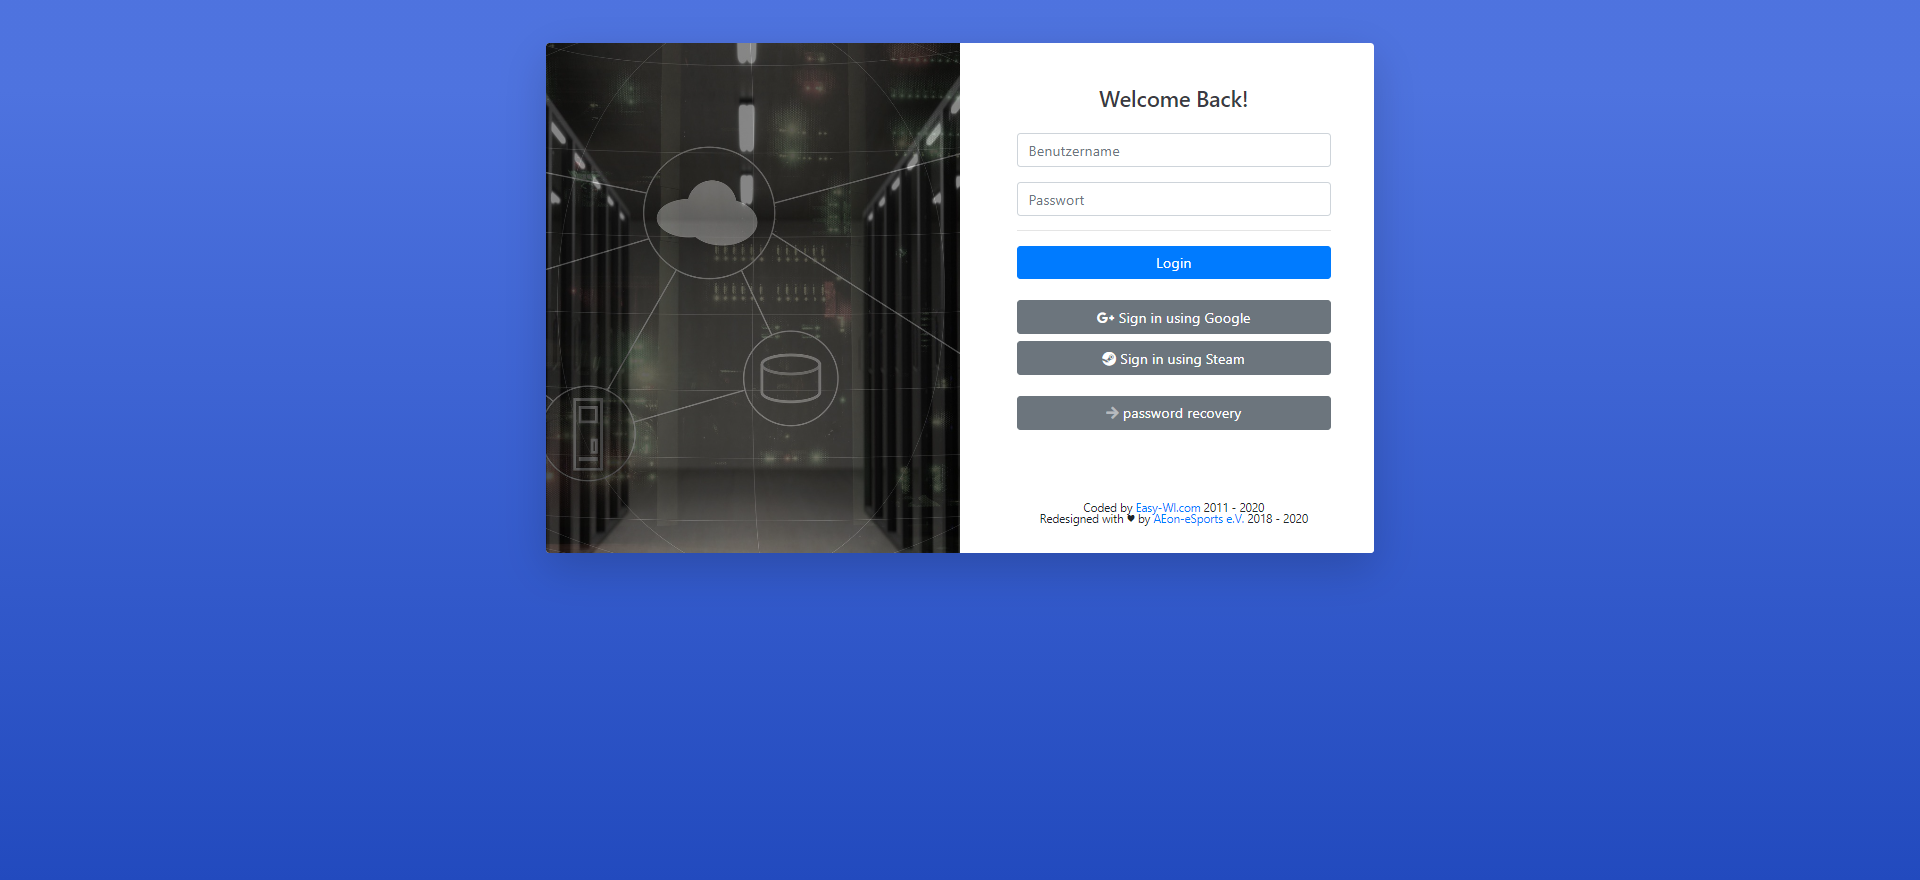 Welcome Back!
Benutzername
Passwort
Login
Sign in using Google
Sign in using Steam
password recovery
Coded by Easy-WI.com 2011 - 2020
Redesigned with ♥ by AEon-eSports e.V. 2018 - 2020